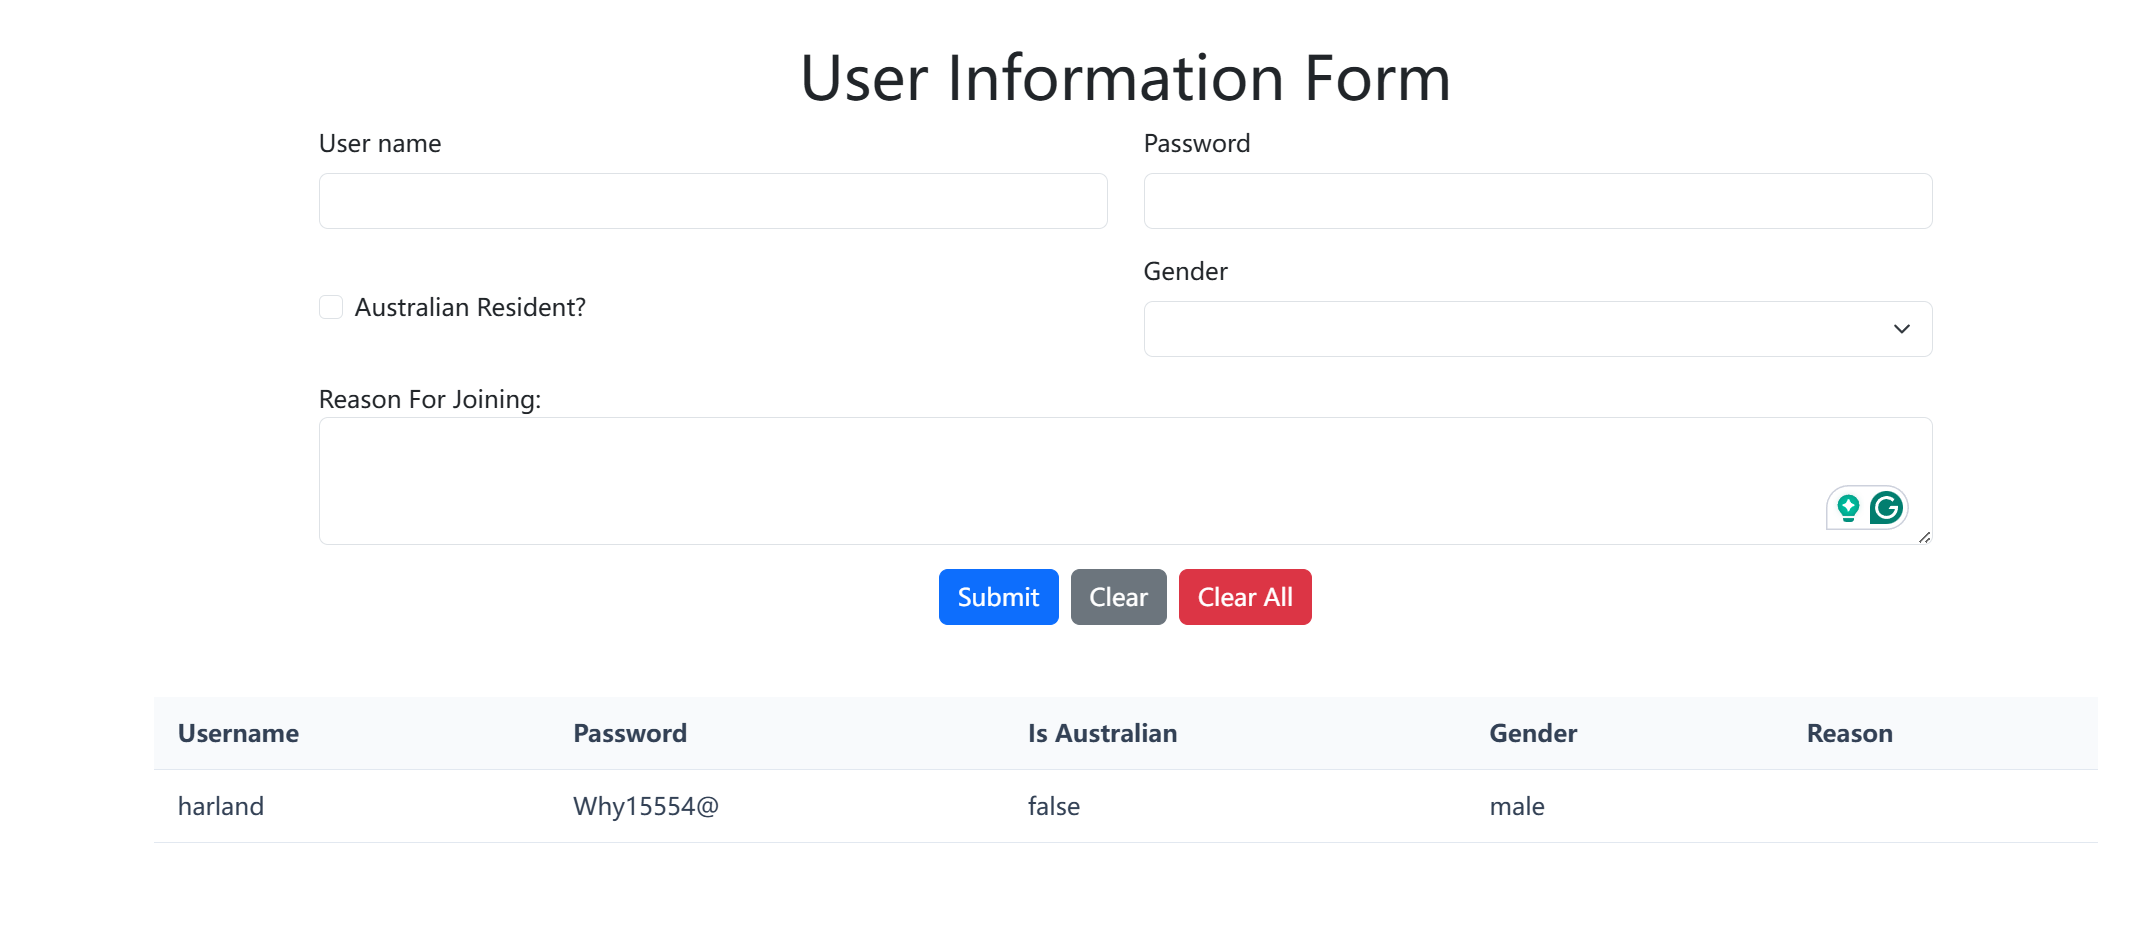 User Information Form
User name
Password
Australian Resident?
Gender
Reason For Joining:
Submit Clear Clear All
Username Password Is Australian Gender Reason
harland Why15554@ false male